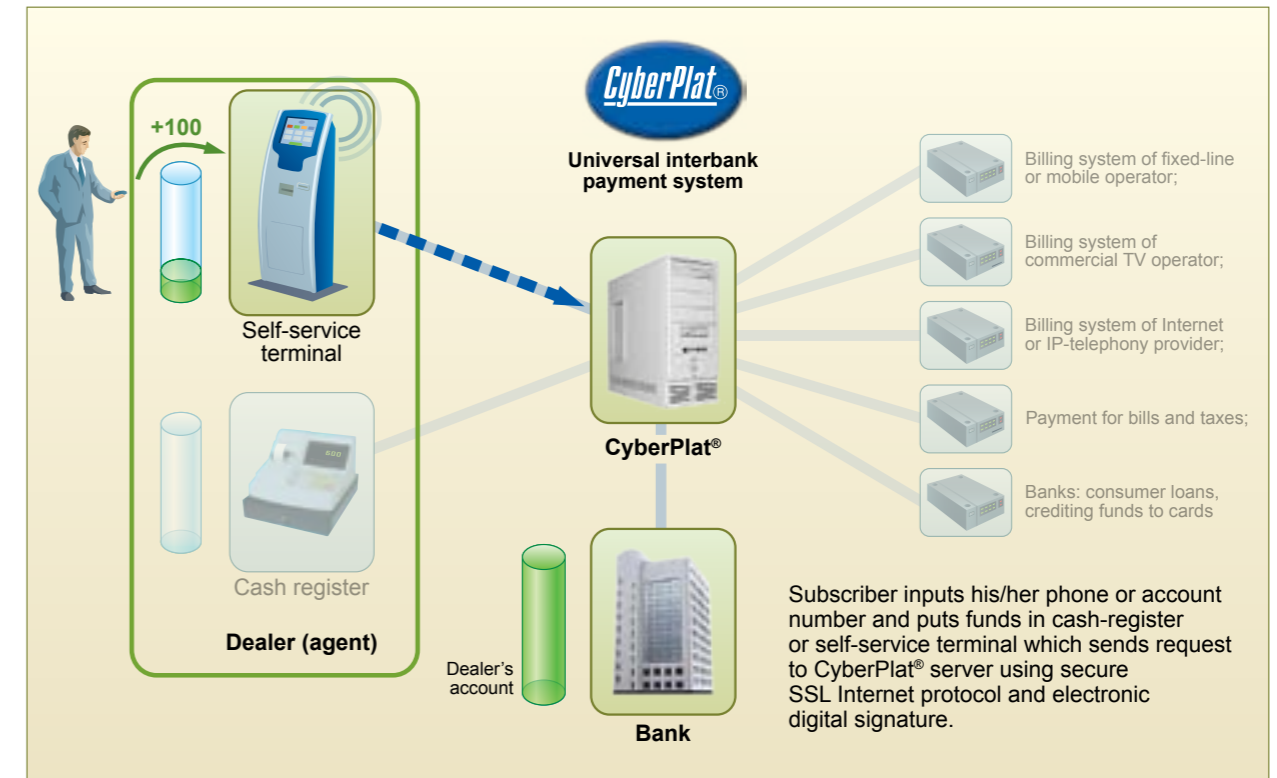 CyberPlat®
Universal interbank
payment system
+100
Self-service
terminal
Cash register
Dealer (agent)
CyberPlat®
Dealer's
account
Bank
Billing system of fixed-line
or mobile operator;
Billing system of
commercial TV operator;
Billing system of Internet
or IP-telephony provider;
Payment for bills and taxes;
Banks: consumer loans,
crediting funds to cards
Subscriber inputs his/her phone or account
number and puts funds in cash-register
or self-service terminal which sends request
to CyberPlat® server using secure
SSL Internet protocol and electronic
digital signature.